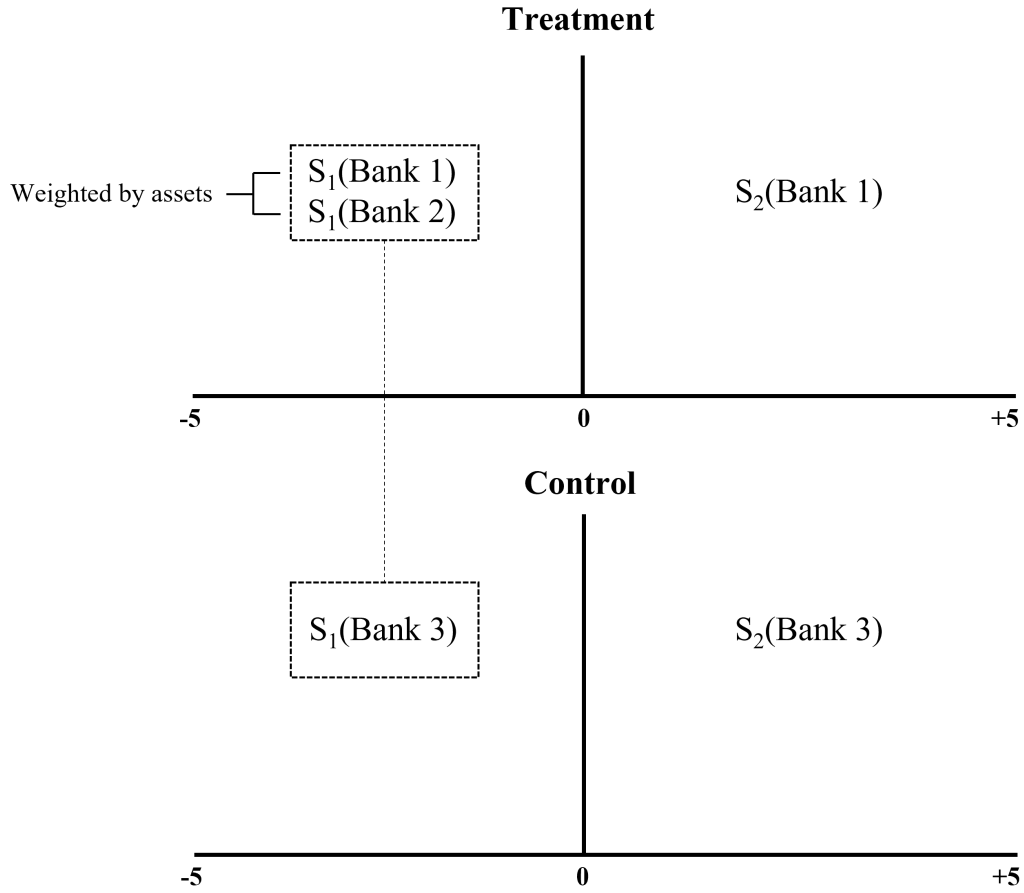 Treatment
S₁(Bank 1)
Weighted by assets
S₁(Bank 2)
S₂(Bank 1)
-5
0
+5
Control
S₁(Bank 3)
S₂(Bank 3)
-5
0
+5